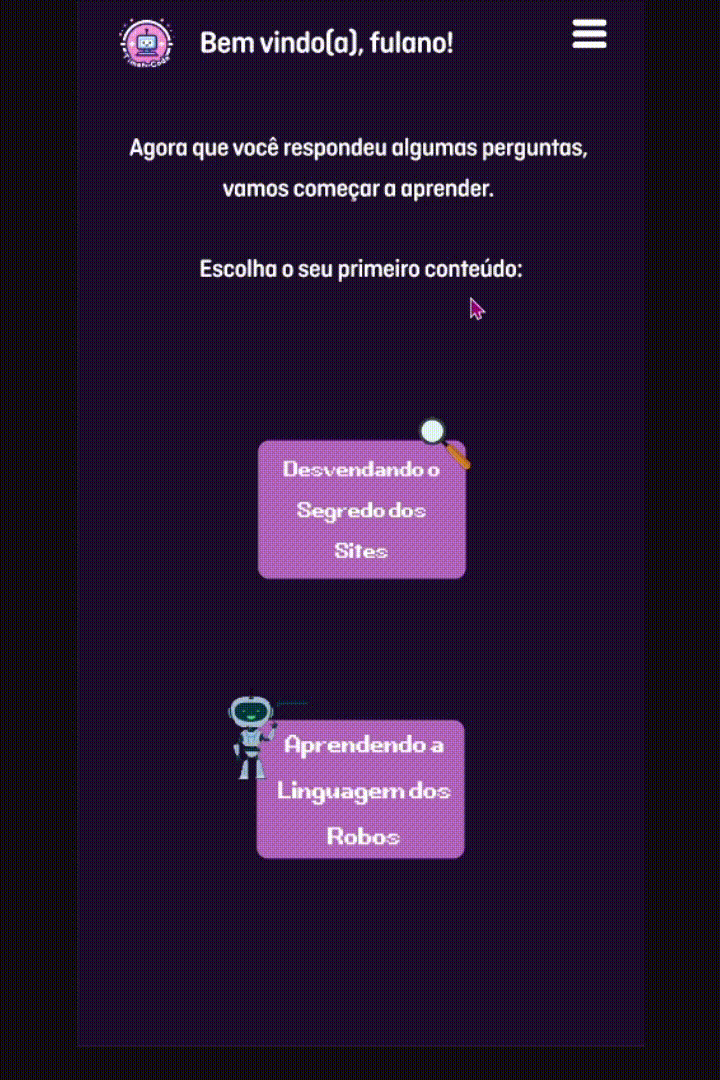 Bem vindo(a), fulano!
Agora que você respondeu algumas perguntas,
vamos começar a aprender.
Escolha o seu primeiro conteúdo:
Desvendando o
Segredo dos
Sites
Aprendendo a
Linguagem dos
Robos